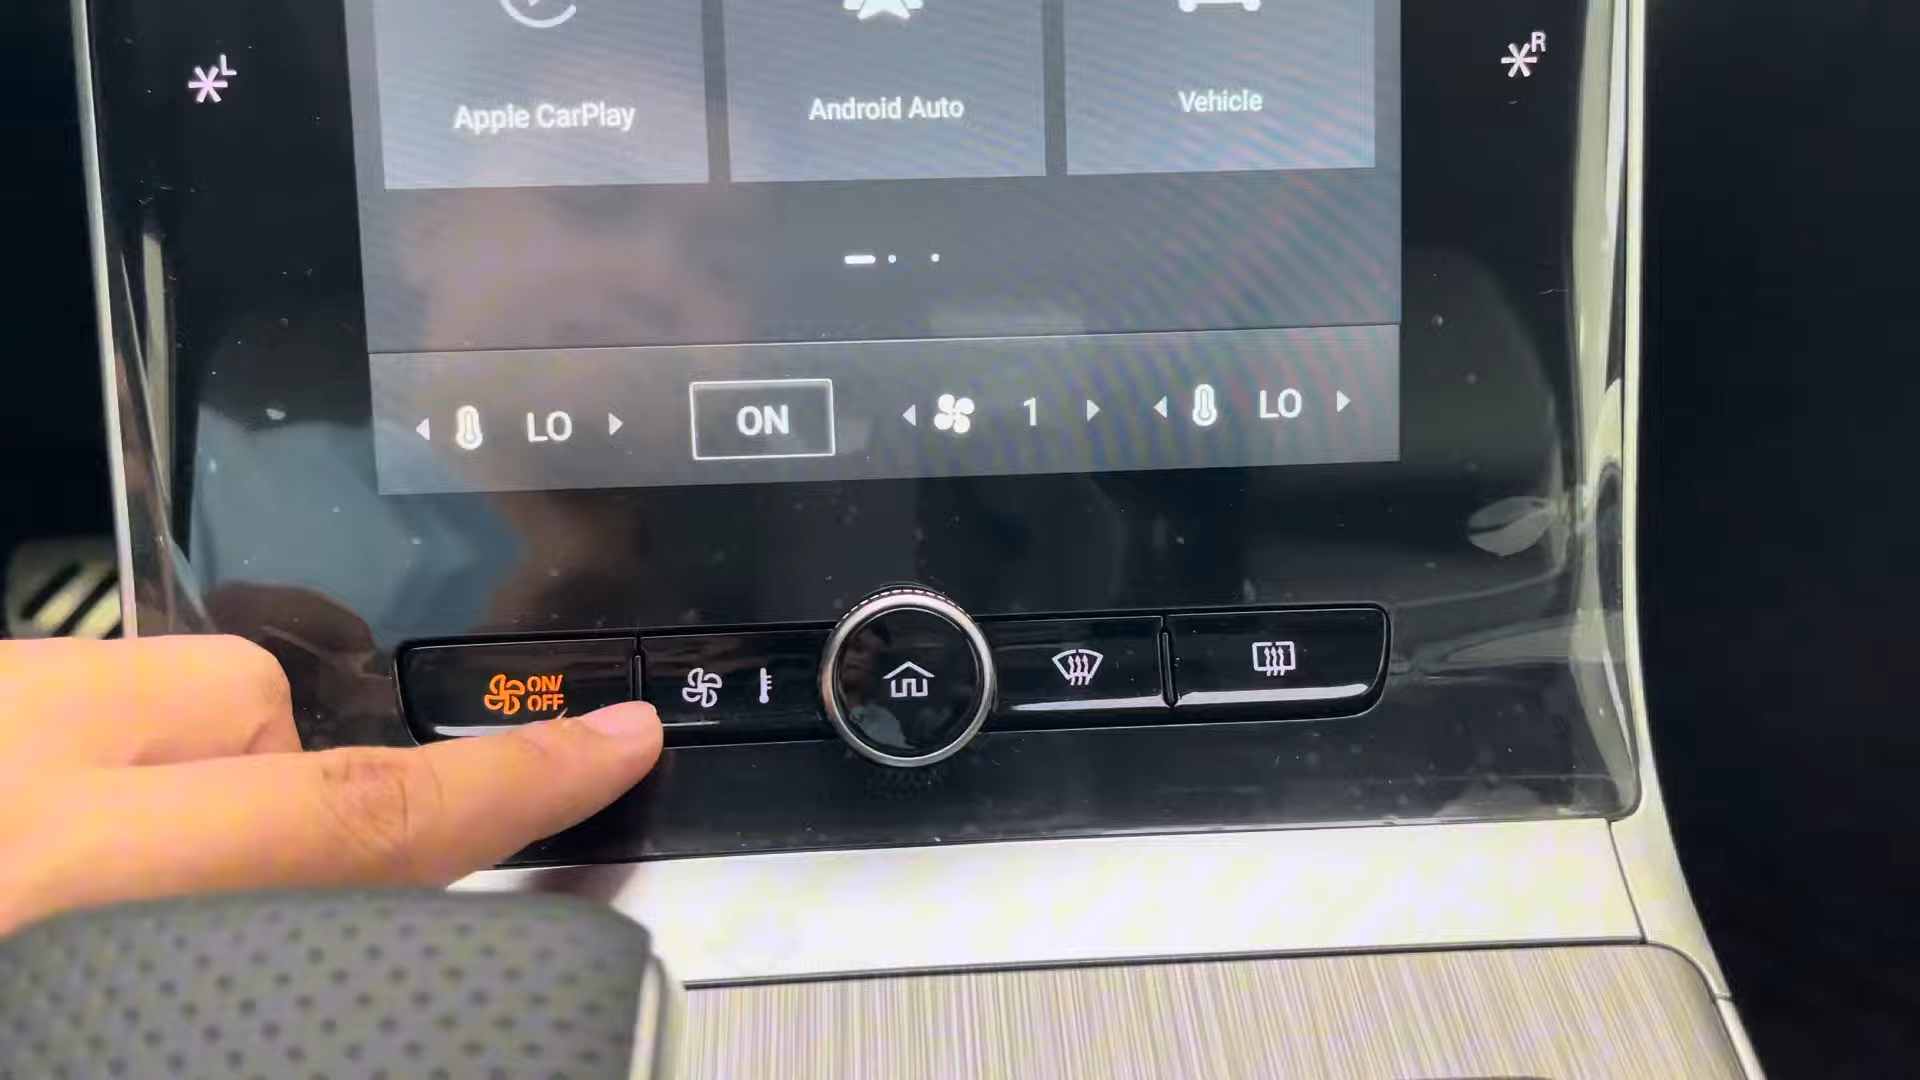 L
R
Apple CarPlay
Android Auto
Vehicle
LO
ON
1
LO
ON/
OFF